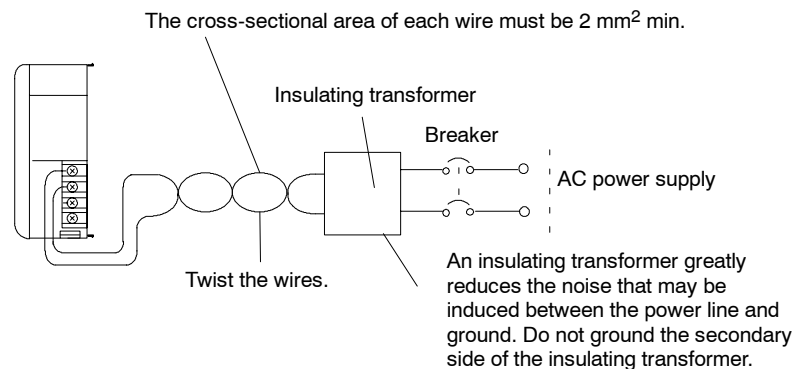 The cross-sectional area of each wire must be 2 mm² min.
Insulating transformer
Breaker
AC power supply
Twist the wires.
An insulating transformer greatly
reduces the noise that may be
induced between the power line and
ground. Do not ground the secondary
side of the insulating transformer.